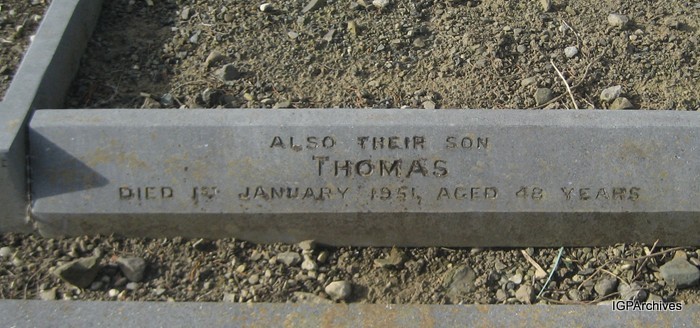 ALSO THEIR SON
THOMAS
DIED 1ST JANUARY 1951, AGED 48 YEARS
IGPArchives